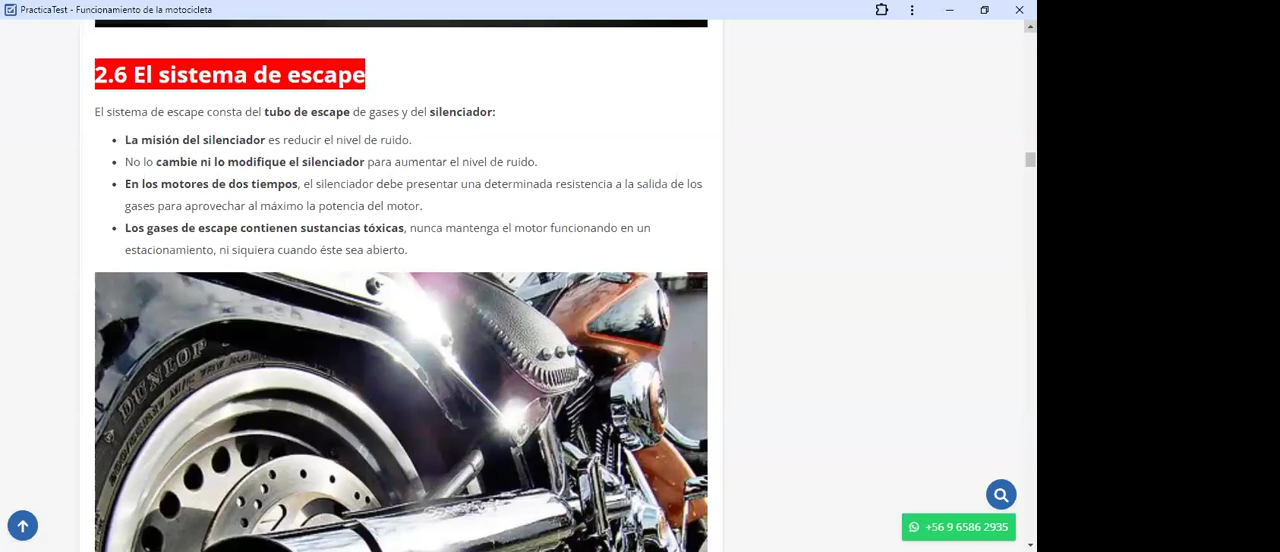 PracticaTest - Funcionamiento de la motocicleta
2.6 El sistema de escape
El sistema de escape consta del tubo de escape de gases y del silenciador:
• La misión del silenciador es reducir el nivel de ruido.
• No lo cambie ni lo modifique el silenciador para aumentar el nivel de ruido.
• En los motores de dos tiempos, el silenciador debe presentar una determinada resistencia a la salida de los
gases para aprovechar al máximo la potencia del motor.
• Los gases de escape contienen sustancias tóxicas, nunca mantenga el motor funcionando en un
estacionamiento, ni siquiera cuando éste sea abierto.
DUNLOP
+56 9 6586 2935